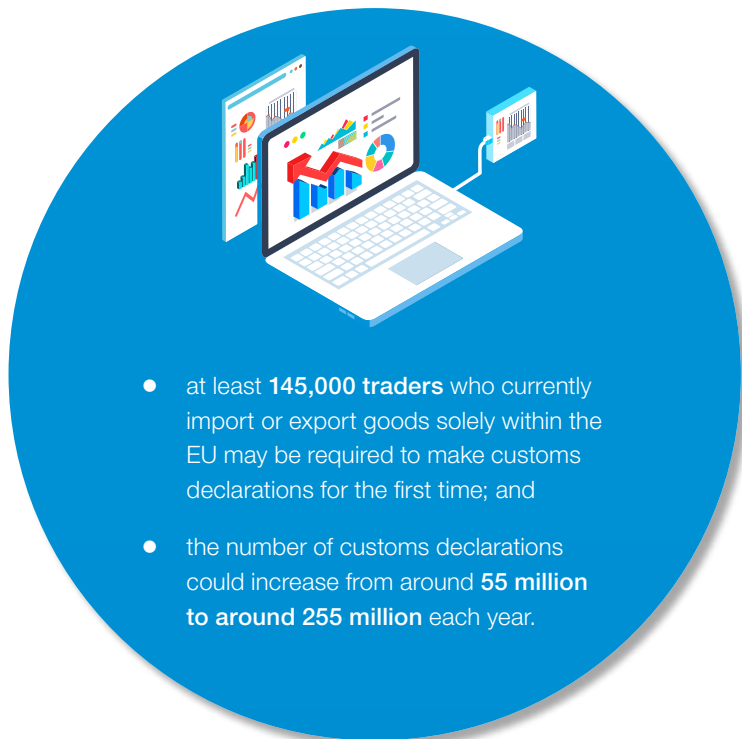 ● at least 145,000 traders who currently
import or export goods solely within the
EU may be required to make customs
declarations for the first time; and
● the number of customs declarations
could increase from around 55 million
to around 255 million each year.